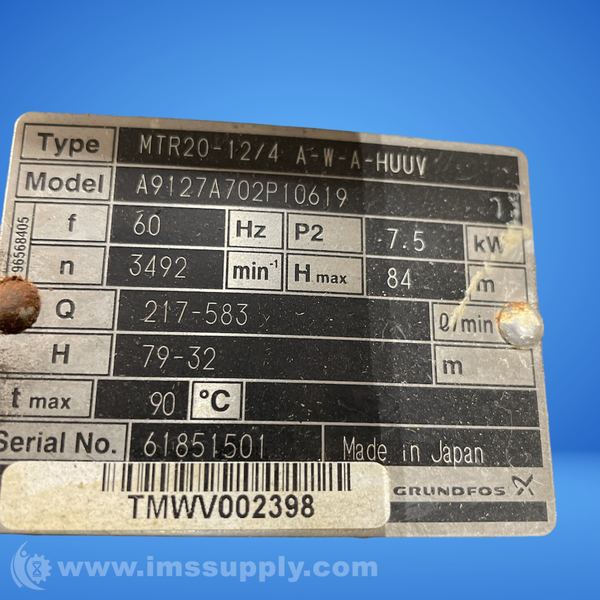 Type MTR20-12/4 A-W-A-HUUV
Model A9127A702P10619
f 60 Hz P2 7.5 kW
n 3492 min-1 H max 84 m
Q 217-583 ℓ/min
H 79-32 m
t max 90 °C
Serial No. 61851501 Made in Japan
96568405
GRUNDFOS
TMWV002398
www.imssupply.com